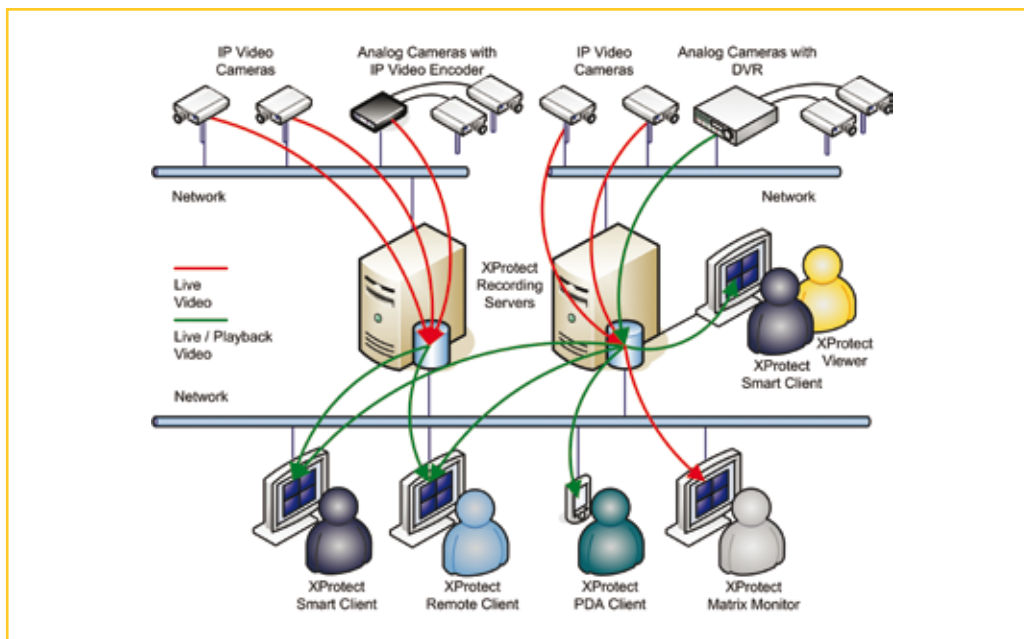 IP Video
Cameras
Analog Cameras with
IP Video Encoder
IP Video
Cameras
Analog Cameras with
DVR
Network
Network
XProtect
Recording
Servers
Live
Video
Live / Playback
Video
XProtect
Viewer
XProtect
Smart Client
Network
XProtect
Smart Client
XProtect
Remote Client
XProtect
PDA Client
XProtect
Matrix Monitor